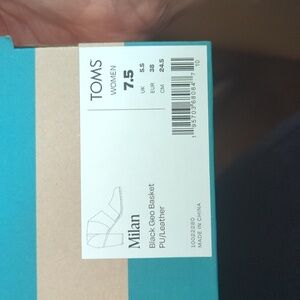 TOMS
WOMEN
7.5
5.5 38 24.5
UK EUR CM
Milan
Black Geo Basket
PU/Leather
10022280
MADE IN CHINA